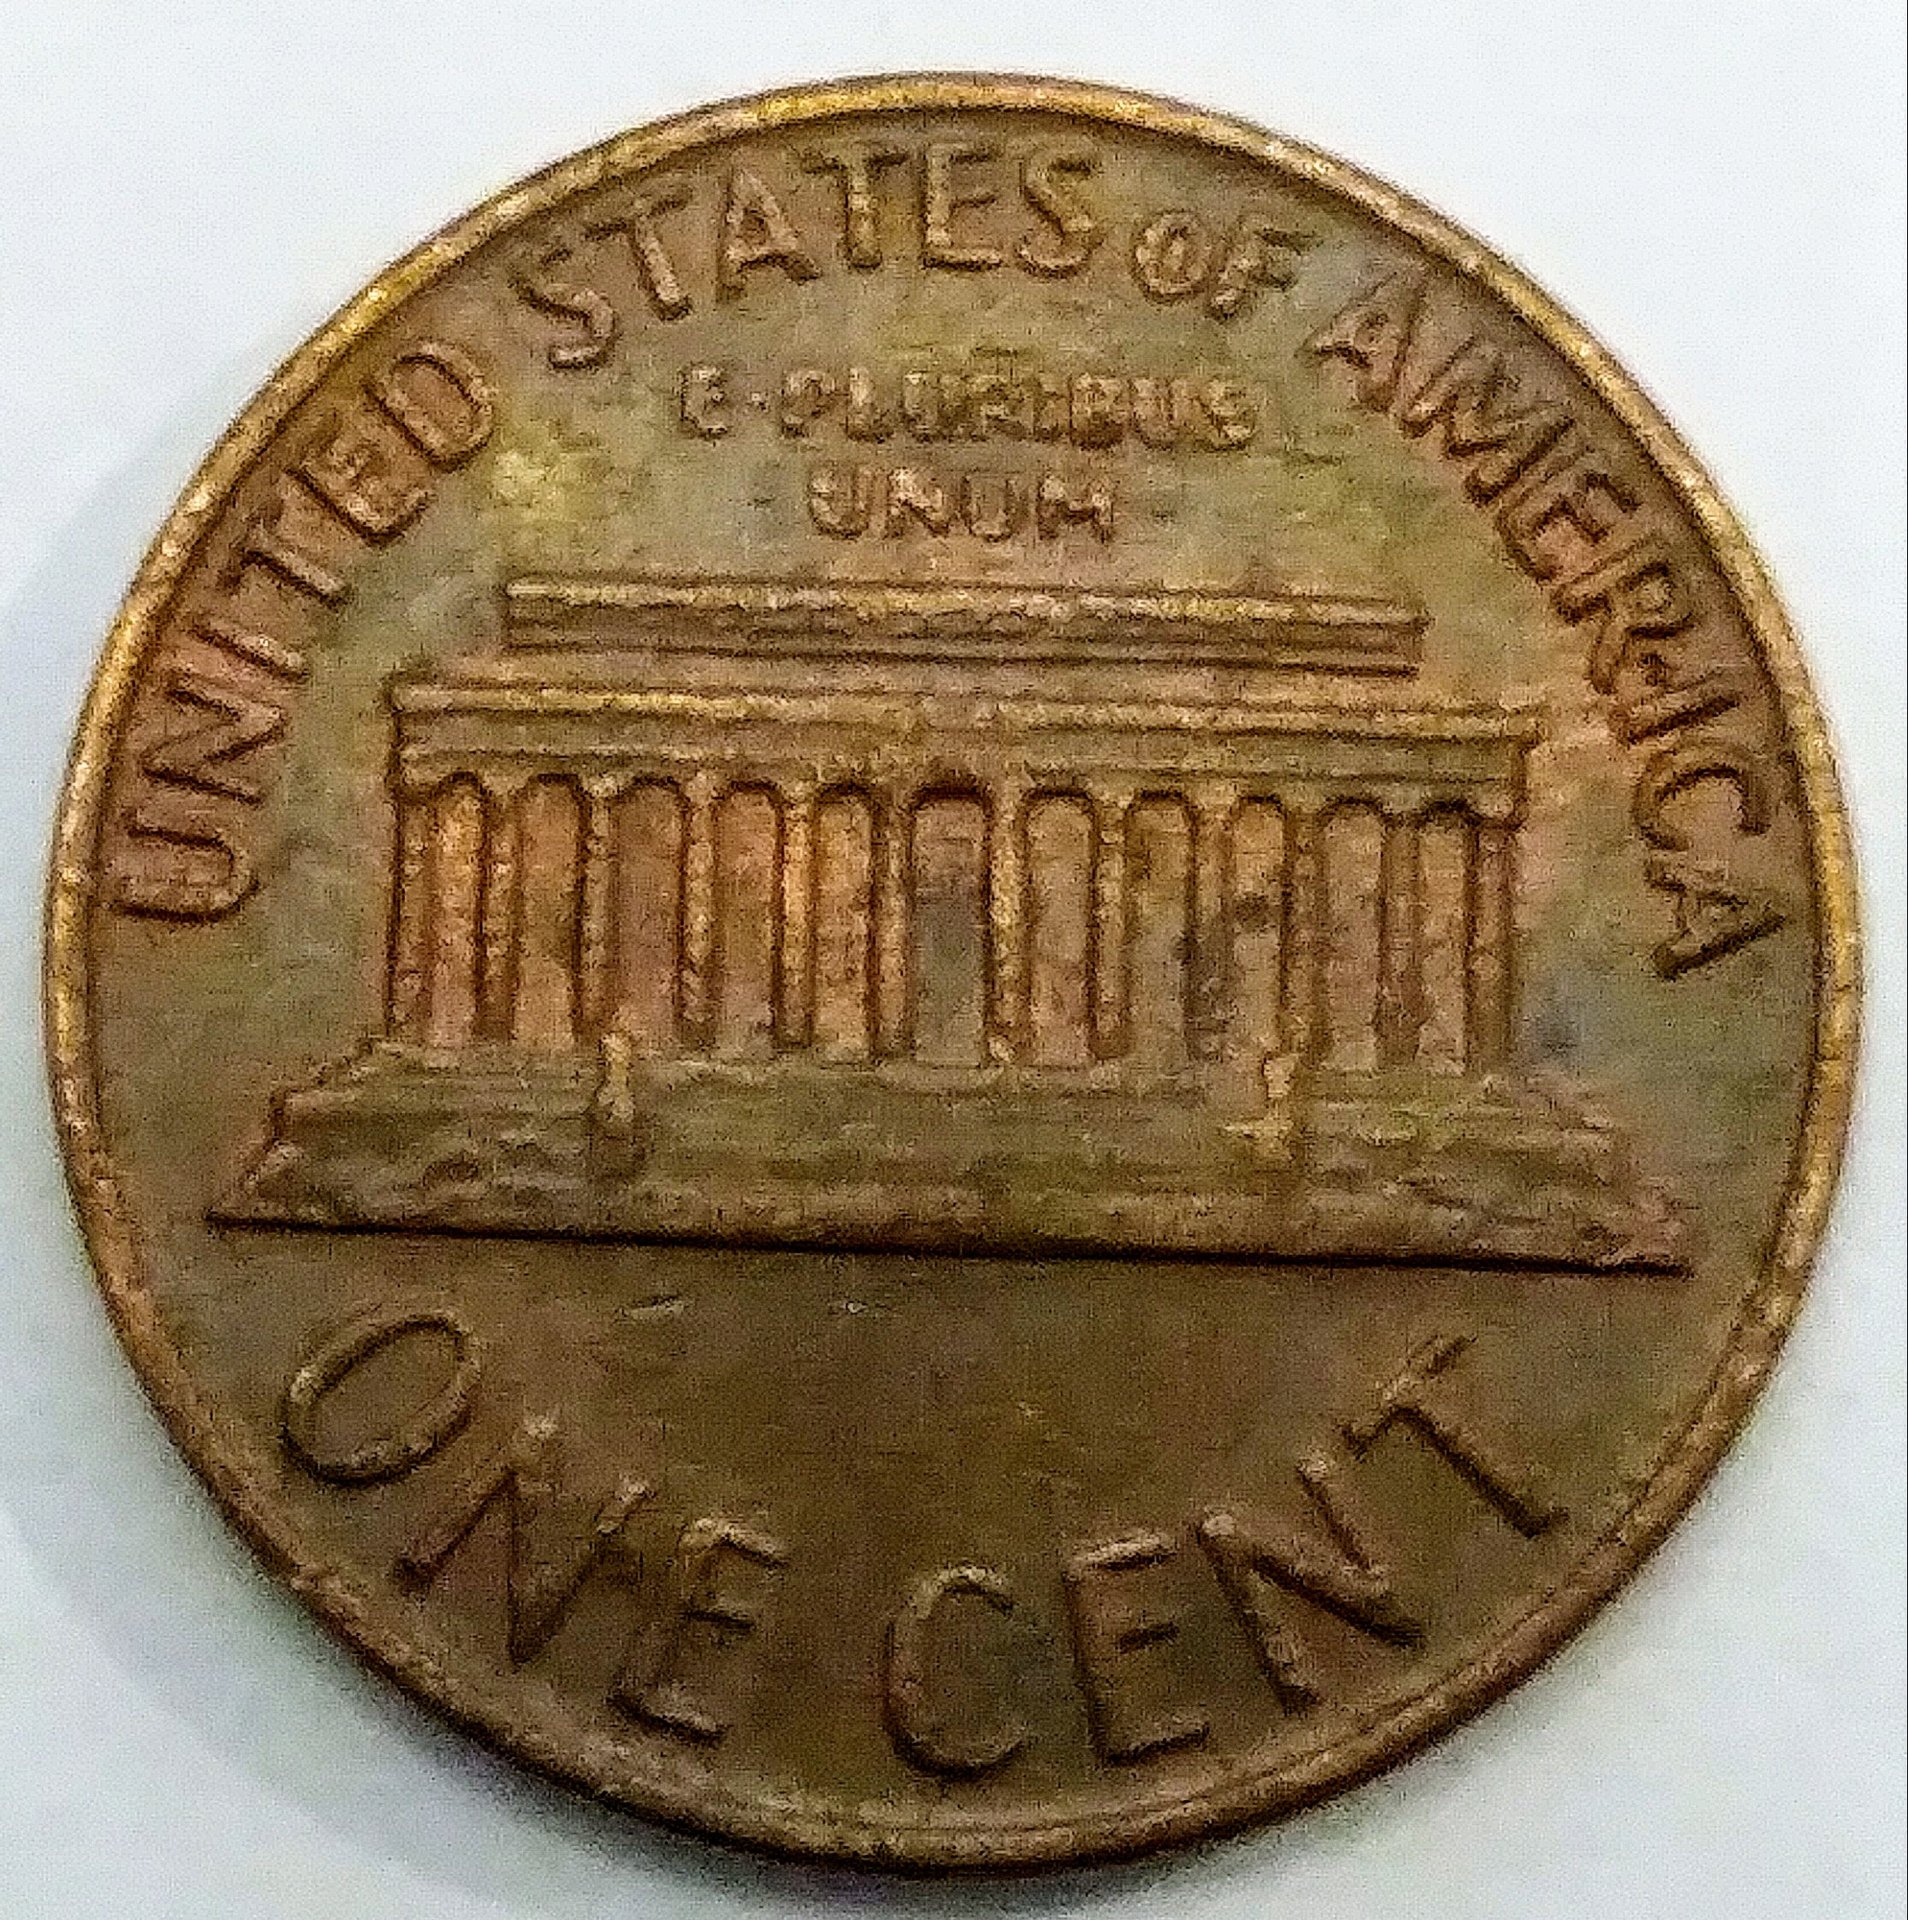 UNITED STATES OF AMERICA
E·PLURIBUS
UNUM
ONE CENT